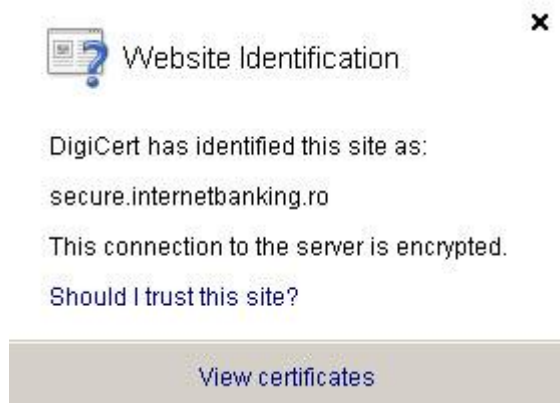 Website Identification
DigiCert has identified this site as:
secure.internetbanking.ro
This connection to the server is encrypted.
Should I trust this site?
View certificates